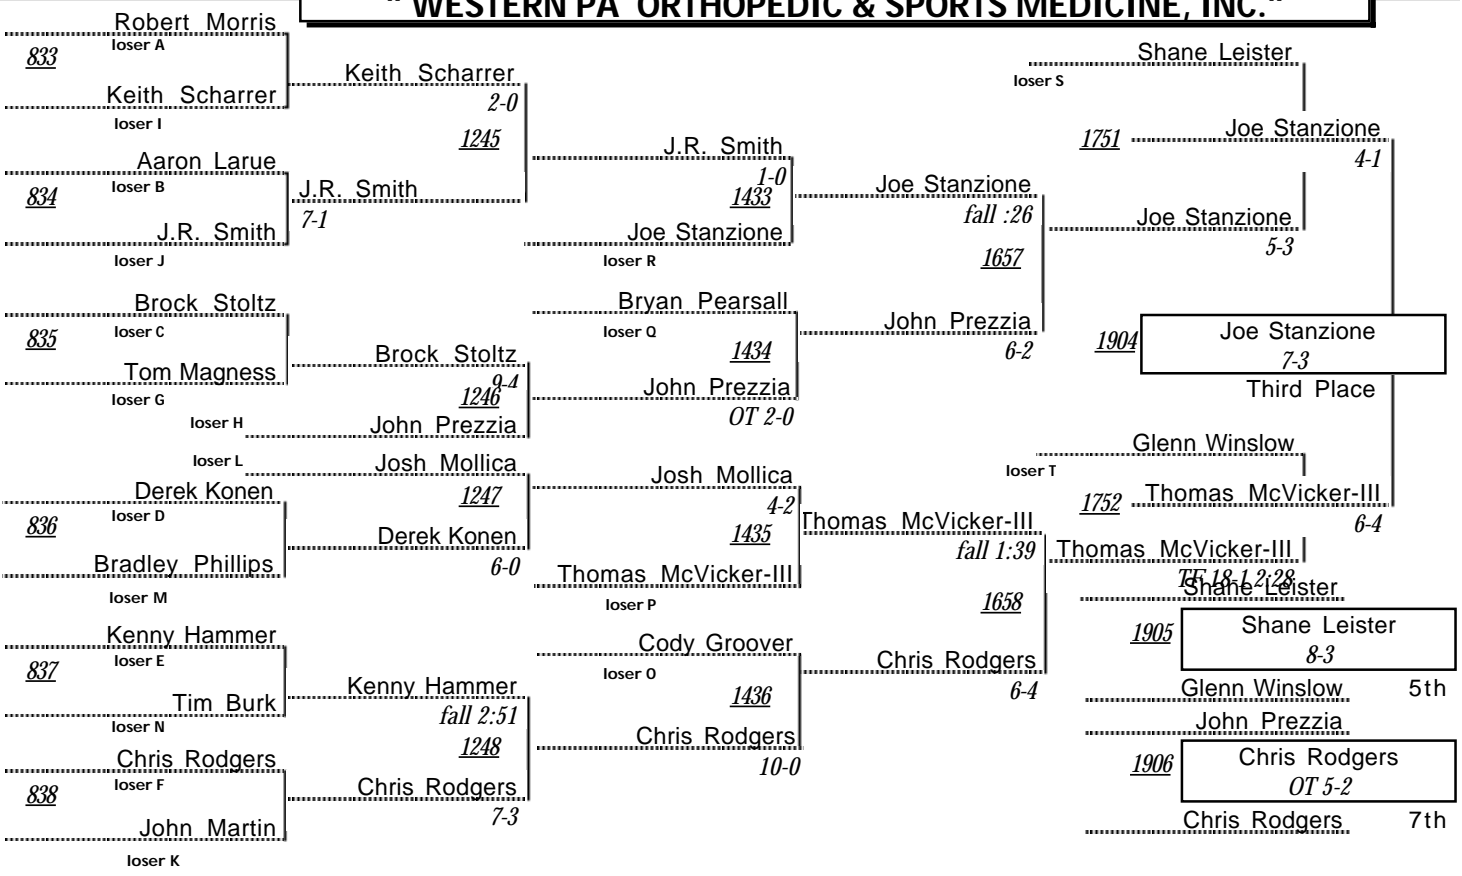 " WESTERN PA ORTHOPEDIC & SPORTS MEDICINE, INC."
Robert Morris
loser A
833
Keith Scharrer
loser I
Keith Scharrer
2-0
1245
Aaron Larue
loser B
834
J.R. Smith
loser J
J.R. Smith
7-1
J.R. Smith
1-0
1433
Joe Stanzione
loser R
Joe Stanzione
fall :26
1657
Shane Leister
loser S
1751
Joe Stanzione
4-1
Joe Stanzione
5-3
Brock Stoltz
loser C
835
Tom Magness
loser G
Brock Stoltz
9-4
1246
loser H
John Prezzia
Bryan Pearsall
loser Q
1434
John Prezzia
OT 2-0
John Prezzia
6-2
1904
Joe Stanzione
7-3
Third Place
loser L
Josh Mollica
1247
Derek Konen
loser D
836
Bradley Phillips
loser M
Derek Konen
6-0
Josh Mollica
4-2
1435
Thomas McVicker-III
loser P
Thomas McVicker-III
fall 1:39
1658
Glenn Winslow
loser T
1752
Thomas McVicker-III
6-4
Thomas McVicker-III
TF 18-1 2:28
Kenny Hammer
loser E
837
Tim Burk
loser N
Kenny Hammer
fall 2:51
1248
Chris Rodgers
loser F
838
John Martin
loser K
Chris Rodgers
7-3
Cody Groover
loser O
1436
Chris Rodgers
10-0
Chris Rodgers
6-4
Shane Leister
1905
Shane Leister
8-3
Glenn Winslow
5th
John Prezzia
1906
Chris Rodgers
OT 5-2
Chris Rodgers
7th